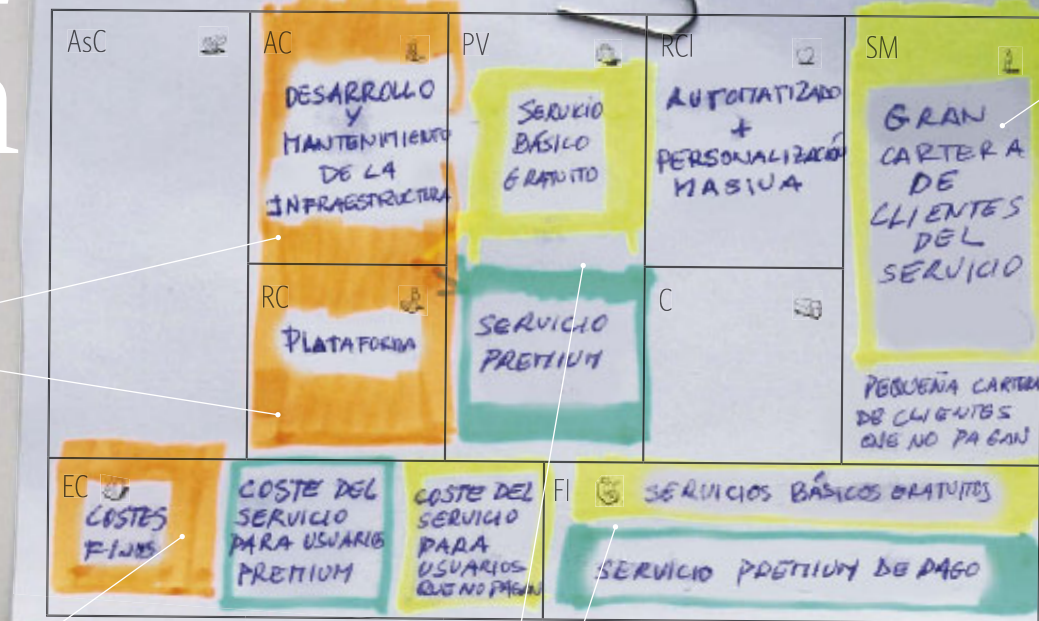 AsC
AC
DESARROLLO
Y
MANTENIMIENTO
DE LA
INFRAESTRUCTURA
RC
PLATAFORMA
PV
SERVICIO
BÁSICO
GRATUITO
SERVICIO
PREMIUM
RCl
AUTOMATIZADO
+
PERSONALIZACIÓN
MASIVA
C
SM
GRAN
CARTERA
DE
CLIENTES
DEL
SERVICIO
PEQUEÑA CARTERA
DE CLIENTES
QUE NO PAGAN
EC
COSTES
FIJOS
COSTE DEL
SERVICIO
PARA USUARIOS
PREMIUM
COSTE DEL
SERVICIO
PARA
USUARIOS
QUE NO PAGAN
FI
SERVICIOS BÁSICOS GRATUITOS
SERVICIO PREMIUM DE PAGO